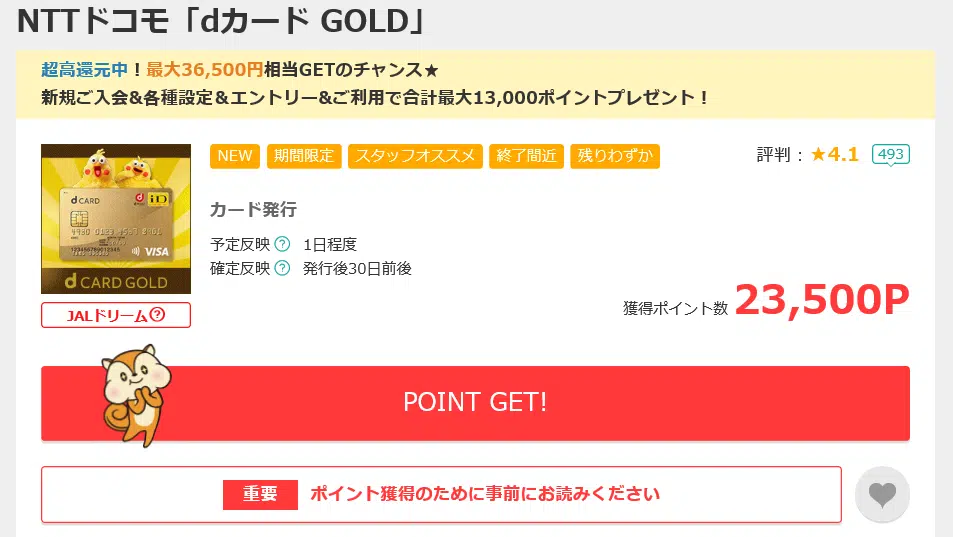 NTTドコモ「dカード GOLD」
超高還元中！最大36,500円相当GETのチャンス★
新規ご入会&各種設定＆エントリー&ご利用で合計最大13,000ポイントプレゼント！
NEW 期間限定 スタッフオススメ 終了間近 残りわずか
評判：★4.1 493
d CARD
iD
VISA
d CARD GOLD
カード発行
予定反映? 1日程度
確定反映? 発行後30日前後
獲得ポイント数 23,500P
JALドリーム?
POINT GET!
重要 ポイント獲得のために事前にお読みください